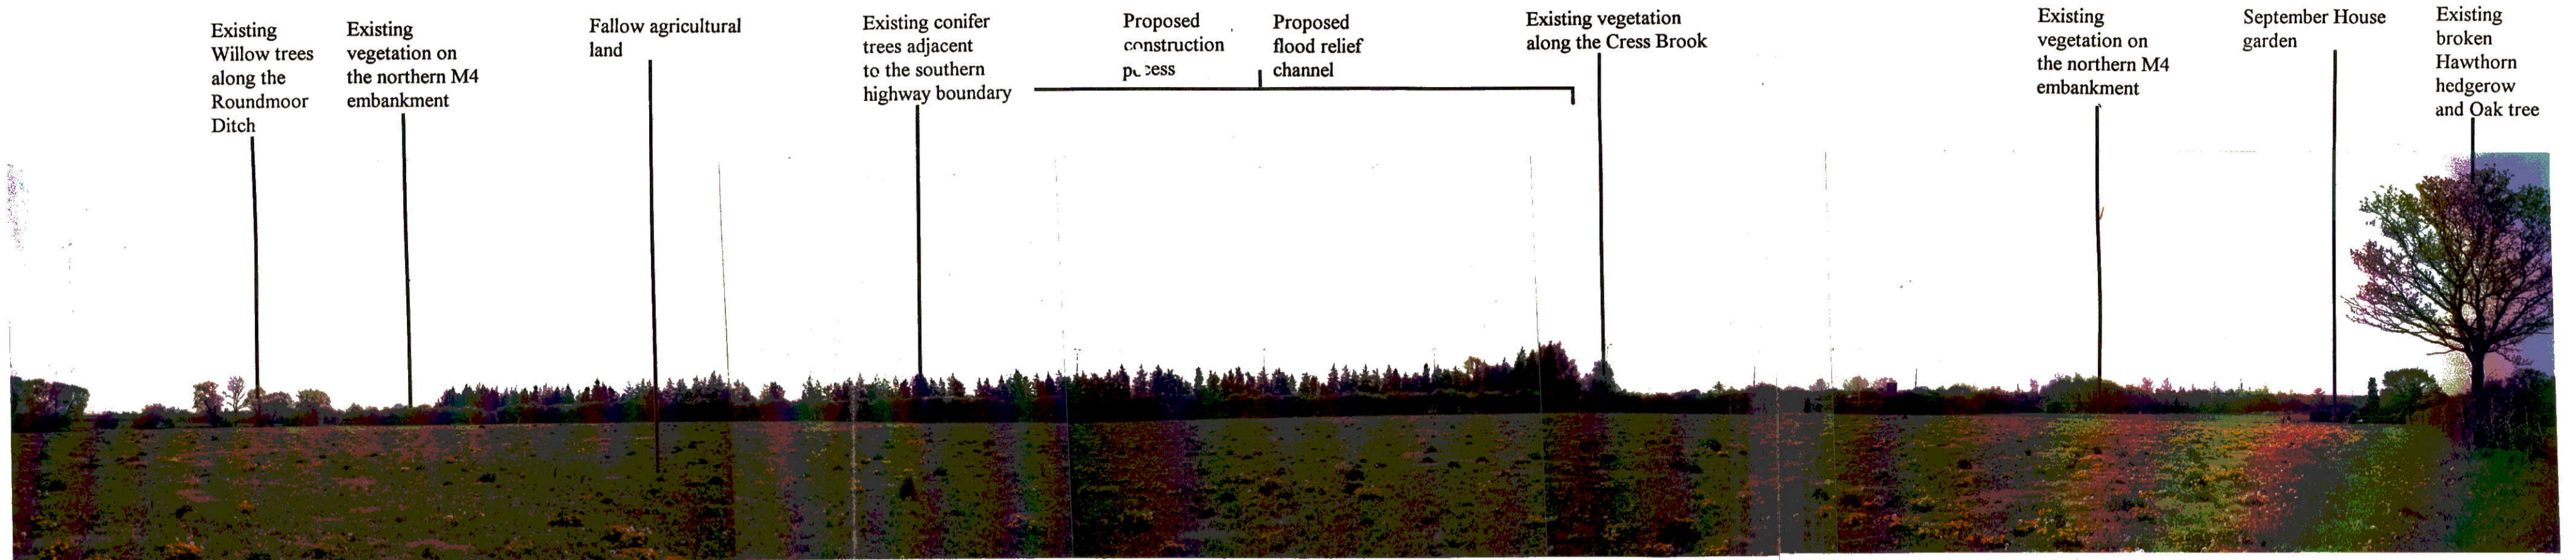 Existing
Willow trees
along the
Roundmoor
Ditch
Existing
vegetation on
the northern M4
embankment
Fallow agricultural
land
Existing conifer
trees adjacent
to the southern
highway boundary
Proposed
construction
Proposed
flood relief
channel
Existing vegetation
along the Cress Brook
Existing
vegetation on
the northern M4
embankment
September House
garden
Existing
broken
Hawthorn
hedgerow
and Oak tree